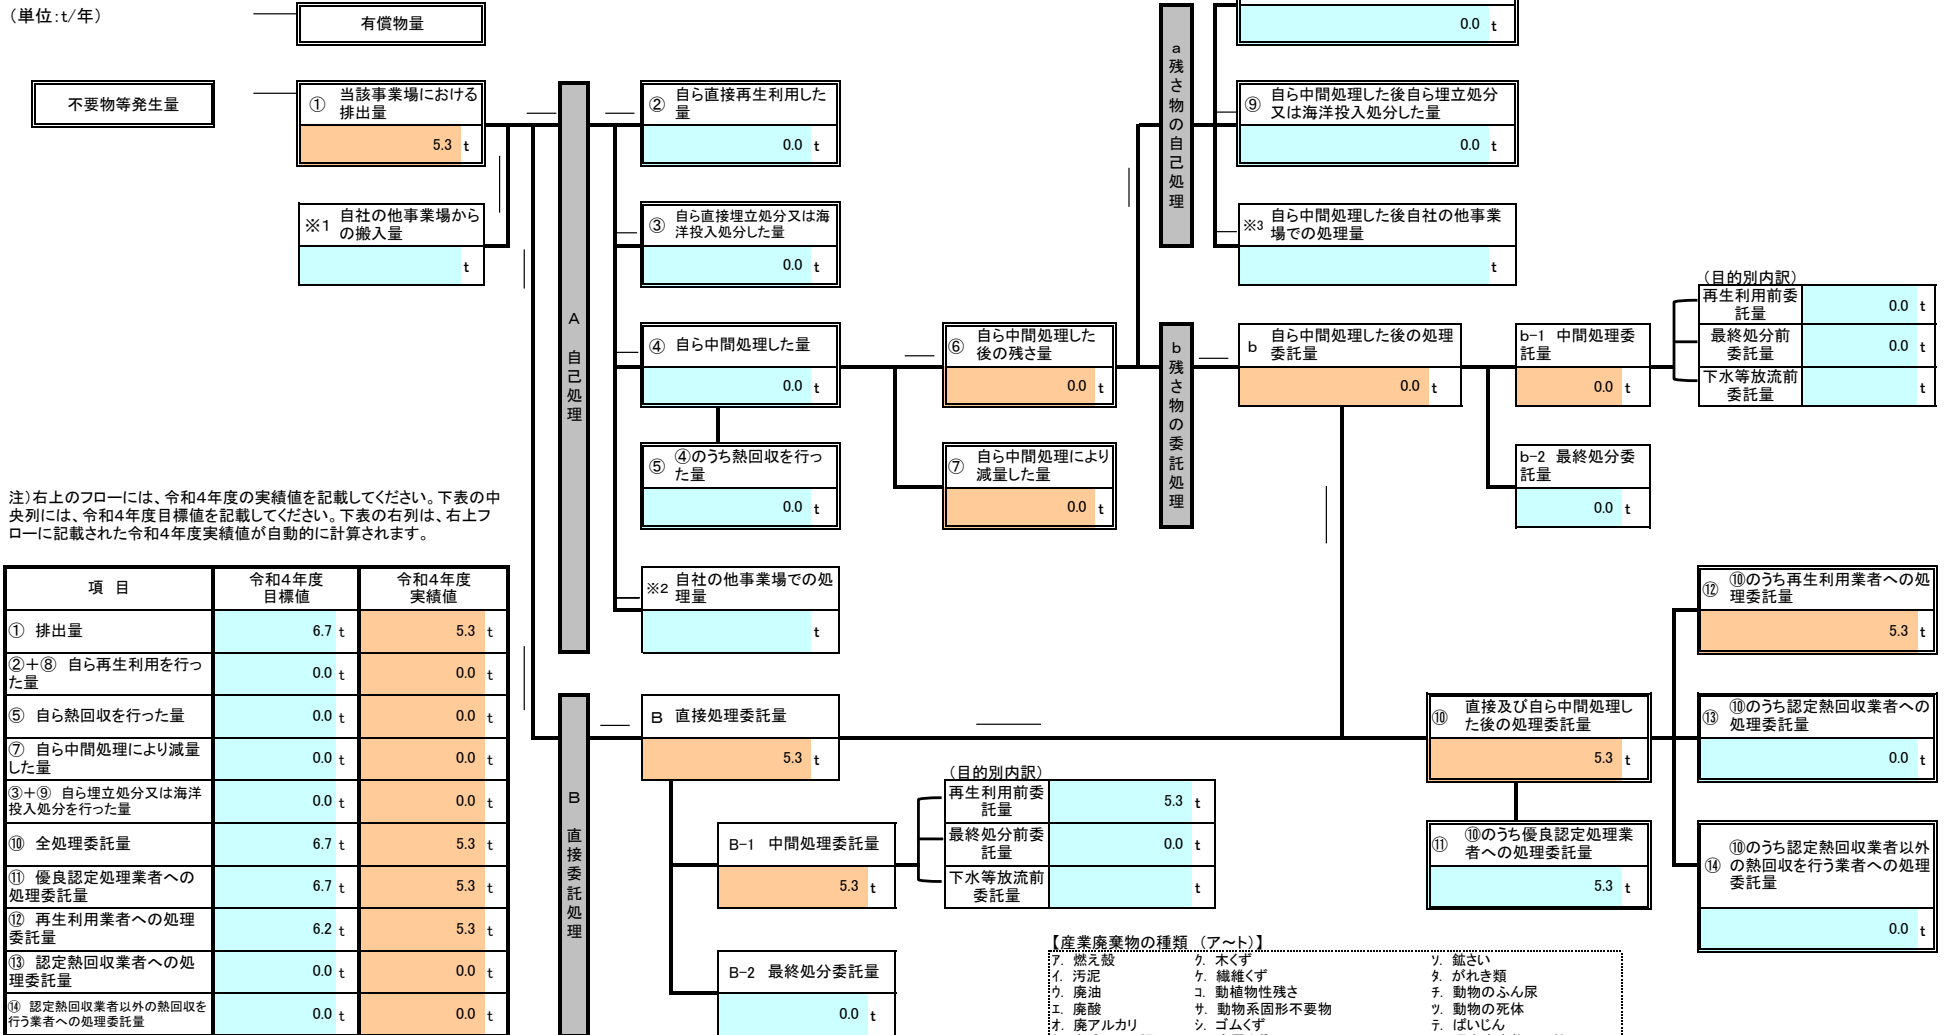 (単位:t/年)
有償物量
0.0 t
不要物等発生量
① 当該事業場における
排出量
5.3 t
② 自ら直接再生利用した
量
0.0 t
⑨ 自ら中間処理した後自ら埋立処分
又は海洋投入処分した量
0.0 t
a 残さ物の自己処理
※1 自社の他事業場から
の搬入量
t
③ 自ら直接埋立処分又は海
洋投入処分した量
0.0 t
※3 自ら中間処理した後自社の他事業
場での処理量
t
A 自己処理
④ 自ら中間処理した量
0.0 t
⑥ 自ら中間処理した
後の残さ量
0.0 t
b 残さ物の委託処理
b 自ら中間処理した後の処理
委託量
0.0 t
b-1 中間処理委
託量
0.0 t
(目的別内訳)
再生利用前委
託量
0.0 t
最終処分前
委託量
0.0 t
下水等放流前
委託量
t
⑤ ④のうち熱回収を行っ
た量
0.0 t
⑦ 自ら中間処理により
減量した量
0.0 t
b-2 最終処分委
託量
0.0 t
注)右上のフローには、令和4年度の実績値を記載してください。下表の中
央列には、令和4年度目標値を記載してください。下表の右列は、右上フ
ローに記載された令和4年度実績値が自動的に計算されます。
※2 自社の他事業場での処
理量
t
項 目
令和4年度
目標値
令和4年度
実績値
① 排出量 6.7 t 5.3 t
②+⑧ 自ら再生利用を行っ
た量 0.0 t 0.0 t
⑤ 自ら熱回収を行った量 0.0 t 0.0 t
⑦ 自ら中間処理により減量
した量 0.0 t 0.0 t
③+⑨ 自ら埋立処分又は海洋
投入処分を行った量 0.0 t 0.0 t
⑩ 全処理委託量 6.7 t 5.3 t
⑪ 優良認定処理業者への
処理委託量 6.7 t 5.3 t
⑫ 再生利用業者への処理
委託量 6.2 t 5.3 t
⑬ 認定熱回収業者への処
理委託量 0.0 t 0.0 t
⑭ 認定熱回収業者以外の熱回収を
行う業者への処理委託量 0.0 t 0.0 t
B 直接委託処理
B 直接処理委託量
5.3 t
B-1 中間処理委託量
5.3 t
(目的別内訳)
再生利用前委
託量
5.3 t
最終処分前委
託量
0.0 t
下水等放流前
委託量
t
B-2 最終処分委託量
0.0 t
⑩ 直接及び自ら中間処理し
た後の処理委託量
5.3 t
⑪ ⑩のうち優良認定処理業
者への処理委託量
5.3 t
⑫ ⑩のうち再生利用業者への処
理委託量
5.3 t
⑬ ⑩のうち認定熱回収業者への
処理委託量
0.0 t
⑭ ⑩のうち認定熱回収業者以外
の熱回収を行う業者への処理
委託量
0.0 t
【産業廃棄物の種類 (ア~ト)】
ア. 燃え殻 ク. 木くず ソ. 鉱さい
イ. 汚泥 ケ. 繊維くず タ. がれき類
ウ. 廃油 コ. 動植物性残さ チ. 動物のふん尿
エ. 廃酸 サ. 動物系固形不要物 ツ. 動物の死体
オ. 廃アルカリ シ. ゴムくず テ. ばいじん